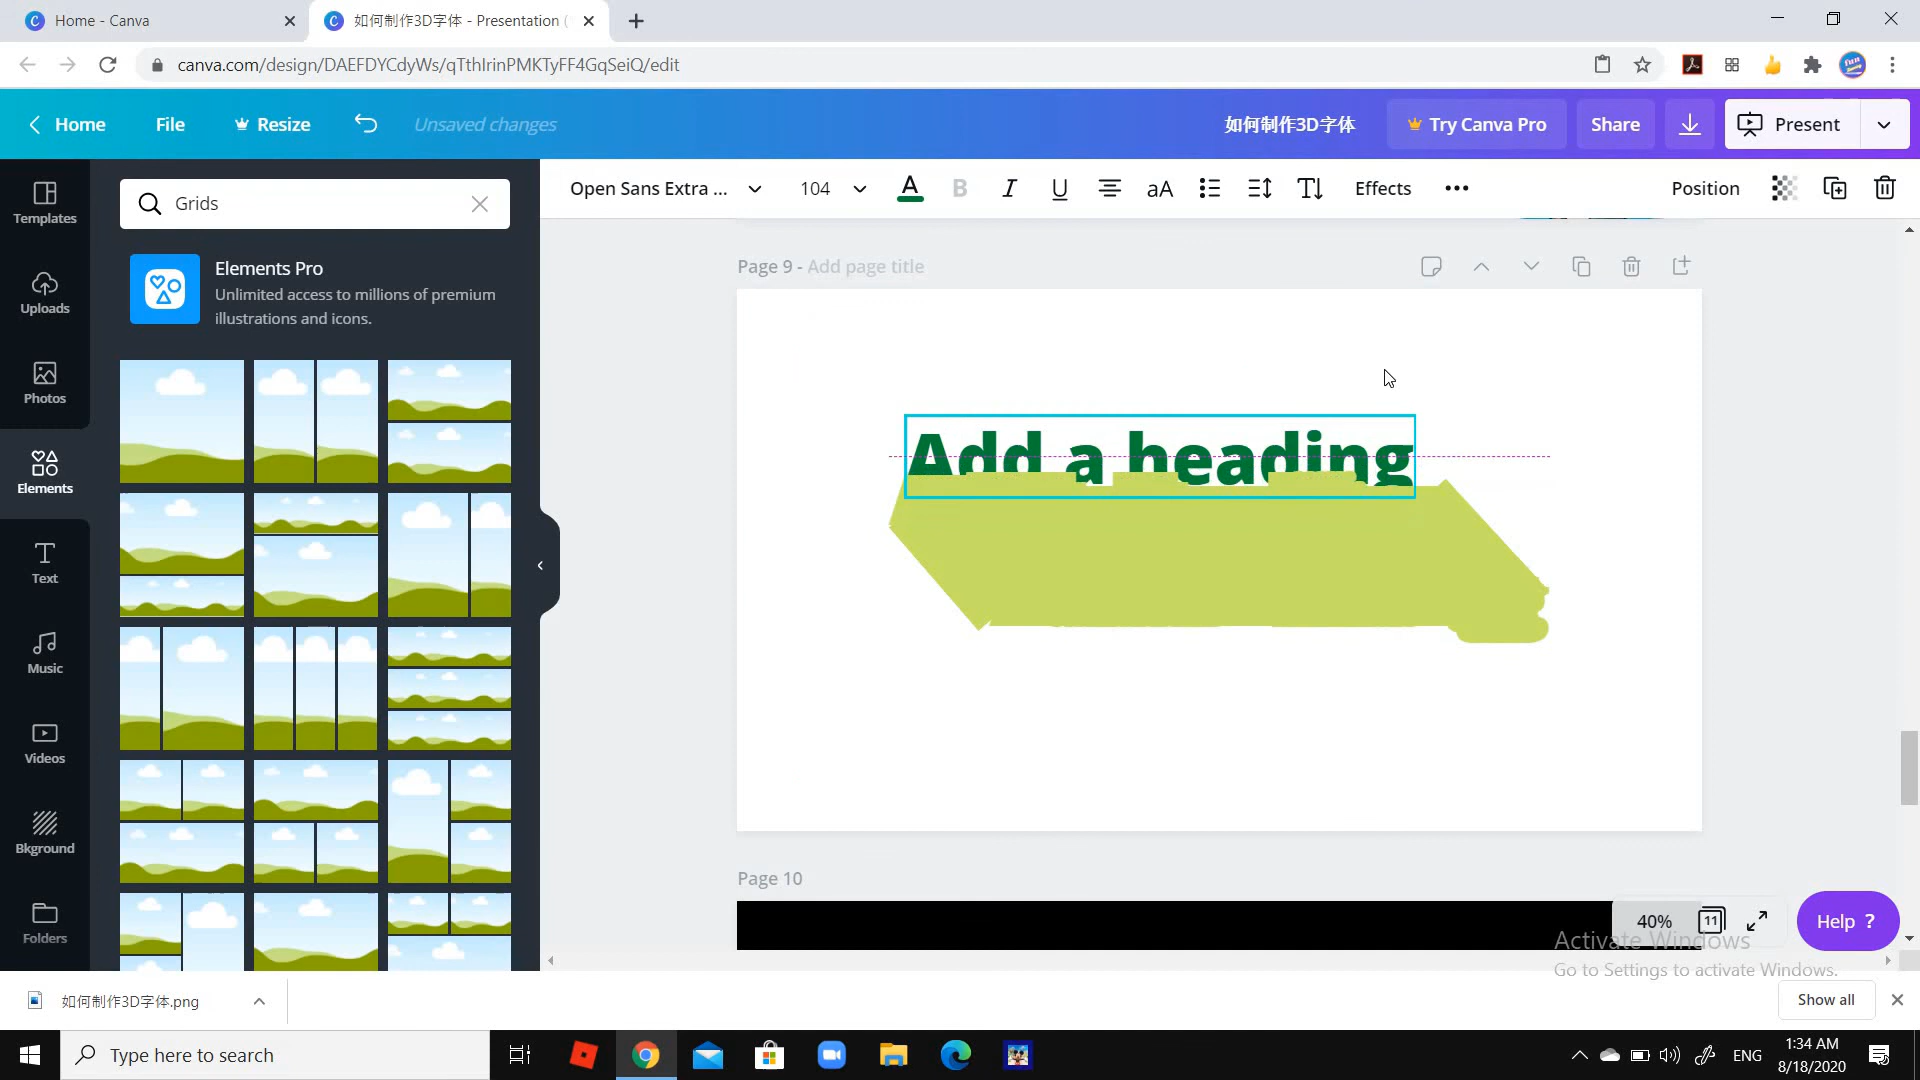 Home - Canva
如何制作3D字体 - Presentation (
canva.com/design/DAEFDYCdyWs/qTthIrinPMKTyFF4GqSeiQ/edit
Home
File
Resize
Unsaved changes
如何制作3D字体
Try Canva Pro
Share
Present
Templates
Uploads
Photos
Elements
Text
Music
Videos
Bkground
Folders
Grids
Elements Pro
Unlimited access to millions of premium
illustrations and icons.
Open Sans Extra ...
104
A
B
I
U
aA
Effects
Position
Page 9 - Add page title
Add a heading
Page 10
40%
11
Help ?
Activate Windows
Go to Settings to activate Windows.
如何制作3D字体.png
Show all
Type here to search
ENG
1:34 AM
8/18/2020